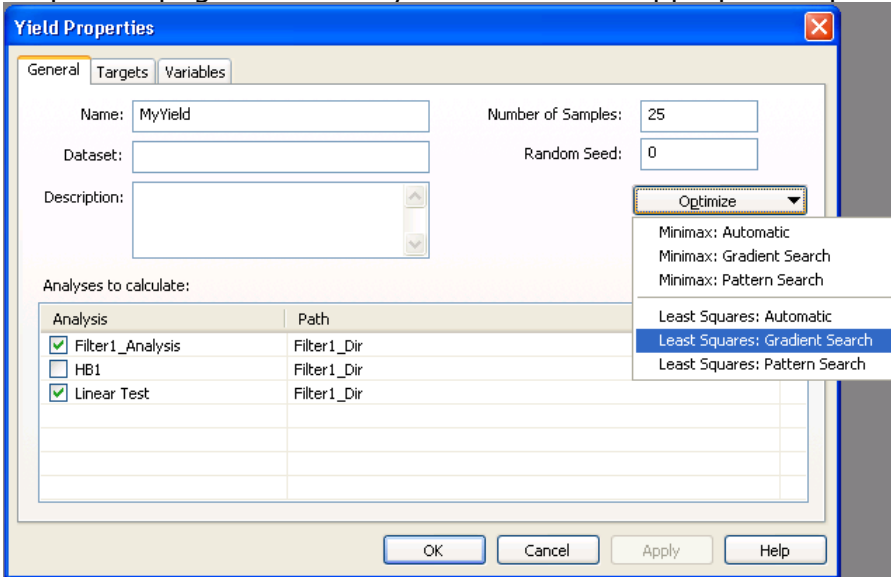 Yield Properties
General Targets Variables
Name: MyYield
Number of Samples: 25
Dataset:
Random Seed: 0
Description:
Optimize
Minimax: Automatic
Minimax: Gradient Search
Minimax: Pattern Search
Least Squares: Automatic
Least Squares: Gradient Search
Least Squares: Pattern Search
Analyses to calculate:
Analysis Path
Filter1_Analysis Filter1_Dir
HB1 Filter1_Dir
Linear Test Filter1_Dir
OK Cancel Apply Help